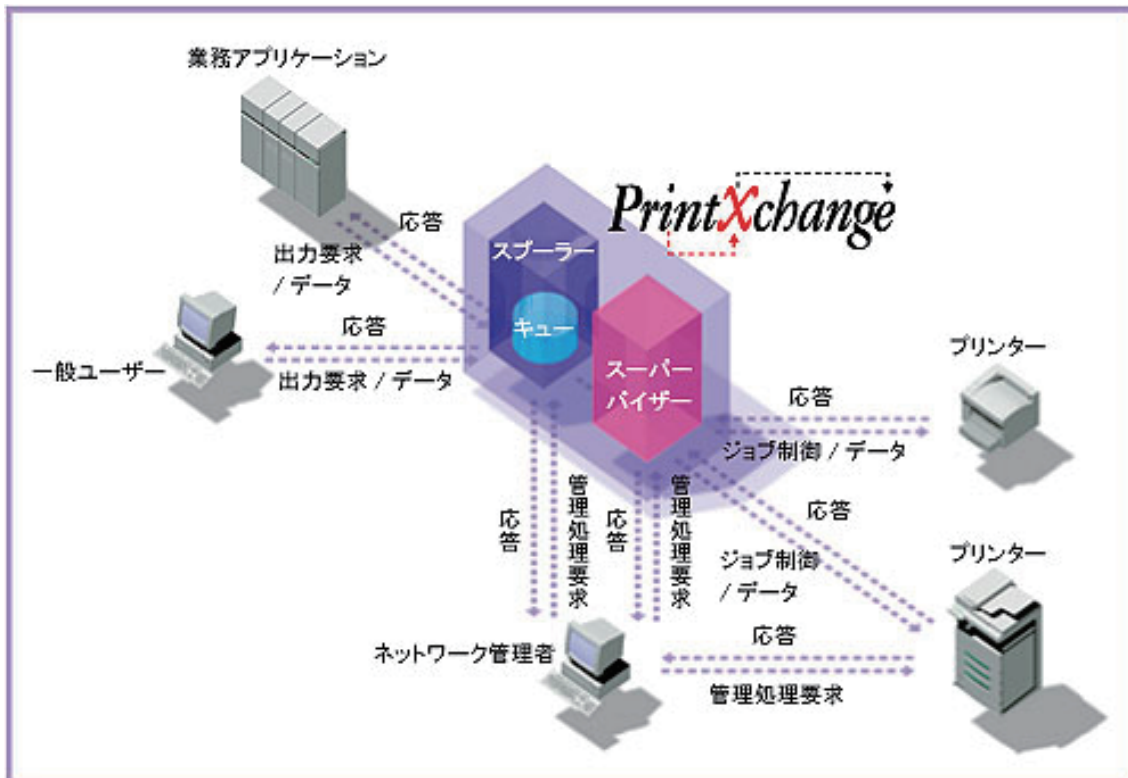 業務アプリケーション
PrintXchange
応答
スプーラー
出力要求
/ データ
キュー
応答
一般ユーザー
出力要求 / データ
スーパー
バイザー
プリンター
応答
ジョブ制御 / データ
応答
管理処理要求
応答
管理処理要求
応答
ジョブ制御
/ データ
プリンター
ネットワーク管理者
応答
管理処理要求